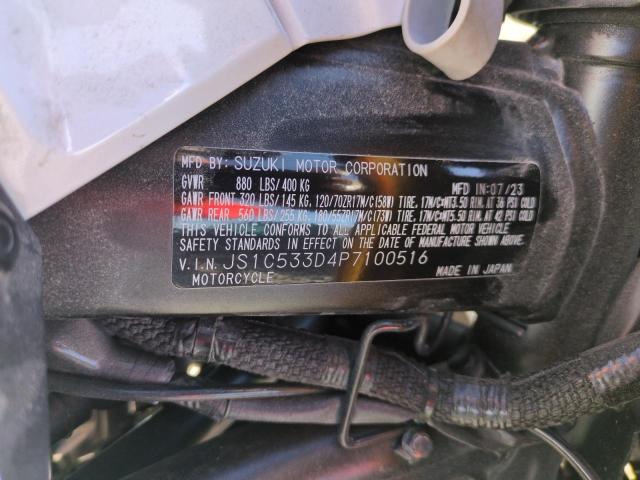 MFD BY: SUZUKI MOTOR CORPORATION
GVWR 880 LBS/400 KG MFD IN:07/23
GAWR FRONT 320 LBS/145 KG, 120/70ZR17M/C(58W) TIRE, 17M/C×MT3.50 RIM, AT 36 PSI COLD
GAWR REAR 560 LBS/255 KG, 180/55ZR17M/C(73W) TIRE, 17M/C×MT5.50 RIM, AT 42 PSI COLD
THIS VEHICLE CONFORMS TO ALL APPLICABLE FEDERAL MOTOR VEHICLE
SAFETY STANDARDS IN EFFECT ON THE DATE OF MANUFACTURE SHOWN ABOVE.
V.I.N. JS1C533D4P7100516
MOTORCYCLE MADE IN JAPAN